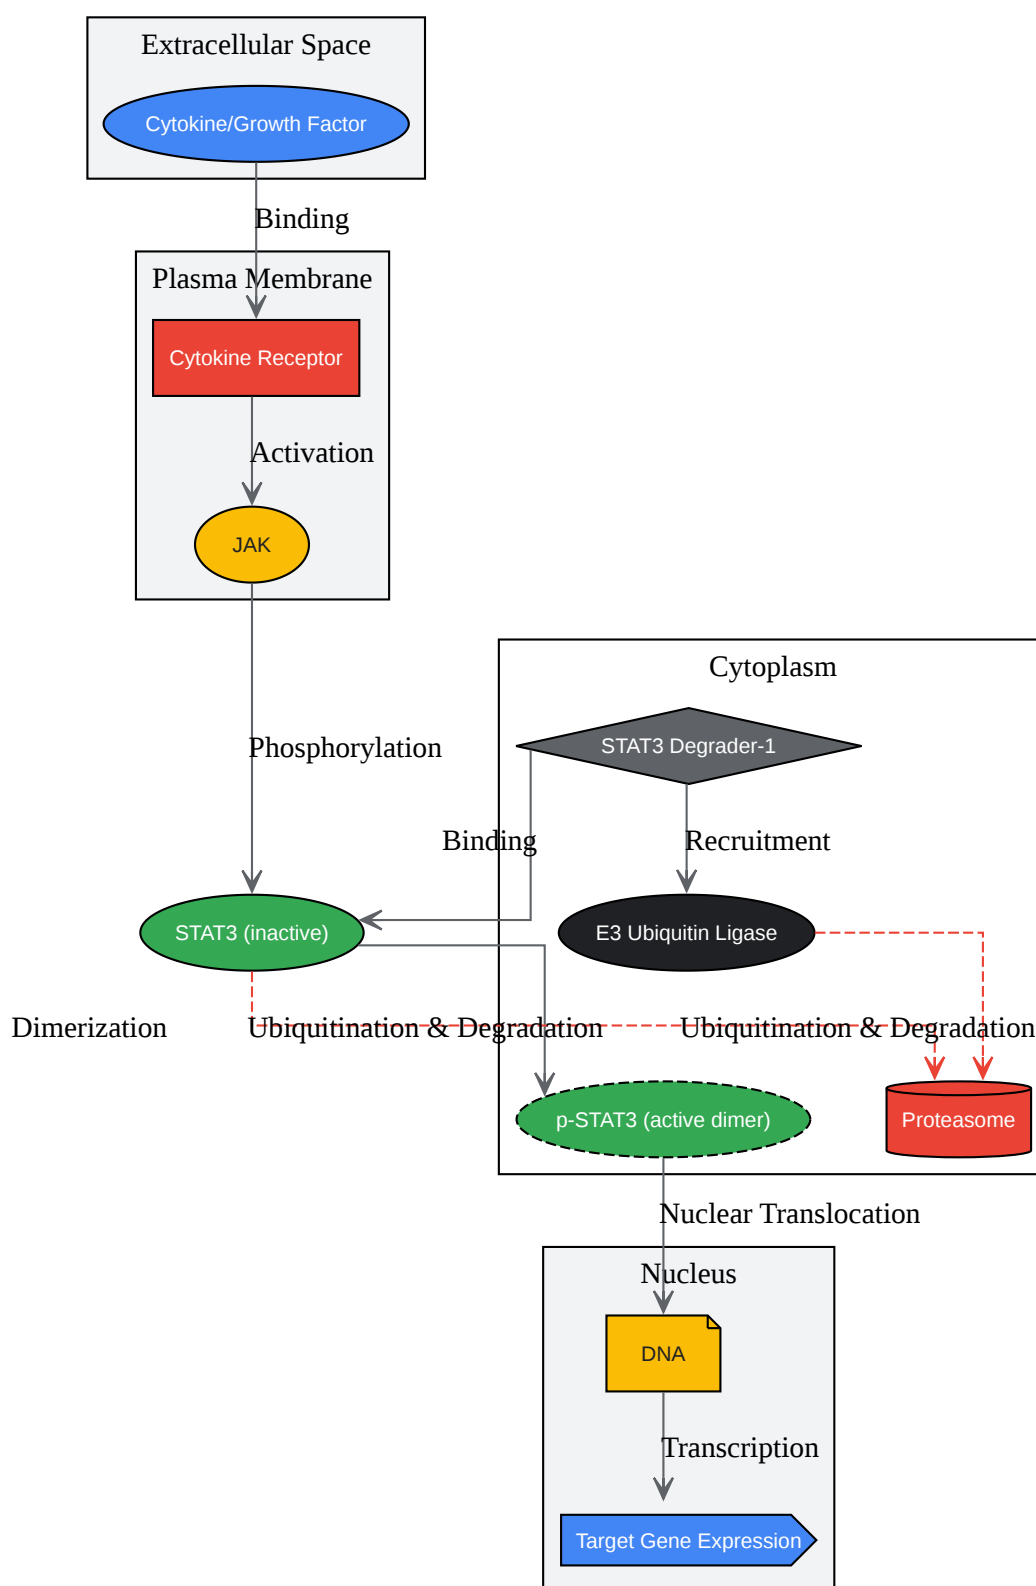 Extracellular Space
Cytokine/Growth Factor
Binding
Plasma Membrane
Cytokine Receptor
Activation
JAK
Cytoplasm
STAT3 Degrader-1
Phosphorylation
Binding
Recruitment
STAT3 (inactive)
E3 Ubiquitin Ligase
Dimerization
Ubiquitination & Degradation
Ubiquitination & Degradation
p-STAT3 (active dimer)
Proteasome
Nuclear Translocation
Nucleus
DNA
Transcription
Target Gene Expression